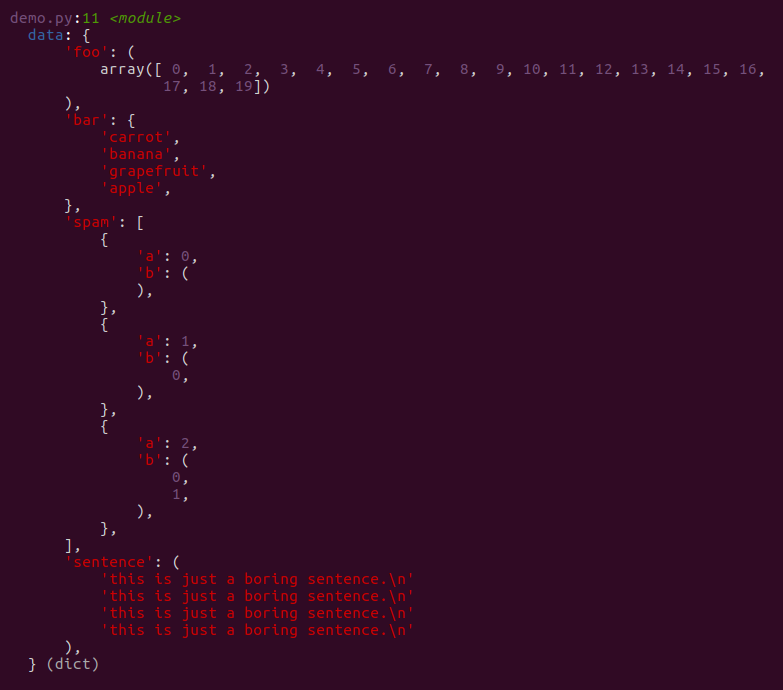 demo.py:11 <module>
  data: {
      'foo': (
          array([ 0,  1,  2,  3,  4,  5,  6,  7,  8,  9, 10, 11, 12, 13, 14, 15, 16,
                 17, 18, 19])
      ),
      'bar': {
          'carrot',
          'banana',
          'grapefruit',
          'apple',
      },
      'spam': [
          {
              'a': 0,
              'b': (
              ),
          },
          {
              'a': 1,
              'b': (
                  0,
              ),
          },
          {
              'a': 2,
              'b': (
                  0,
                  1,
              ),
          },
      ],
      'sentence': (
          'this is just a boring sentence.\n'
          'this is just a boring sentence.\n'
          'this is just a boring sentence.\n'
          'this is just a boring sentence.\n'
      ),
  } (dict)